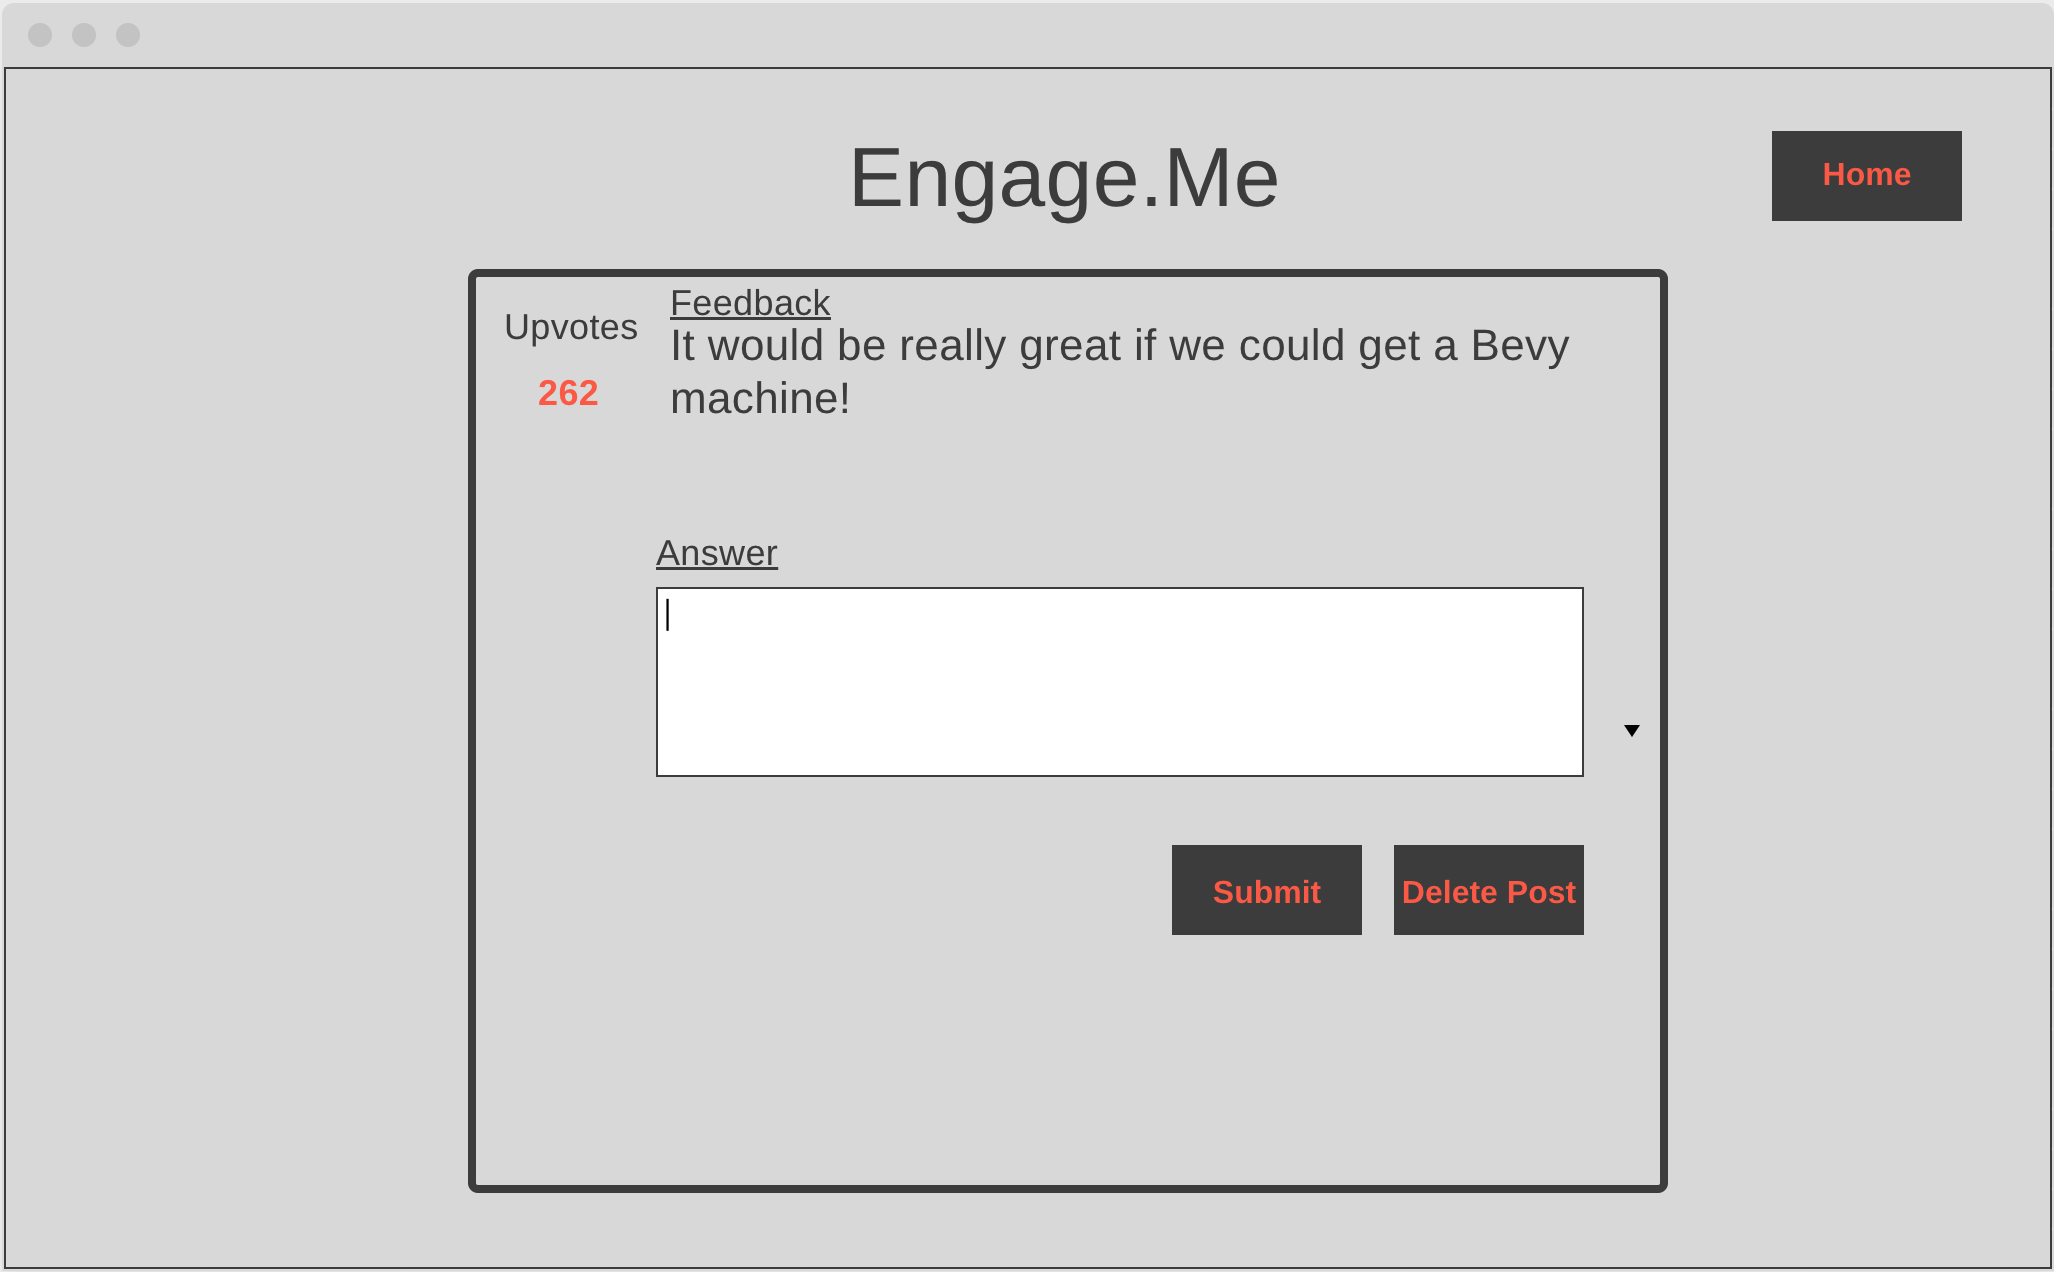 Engage.Me
Home
Upvotes
262
Feedback
It would be really great if we could get a Bevy
machine!
Answer
Submit
Delete Post